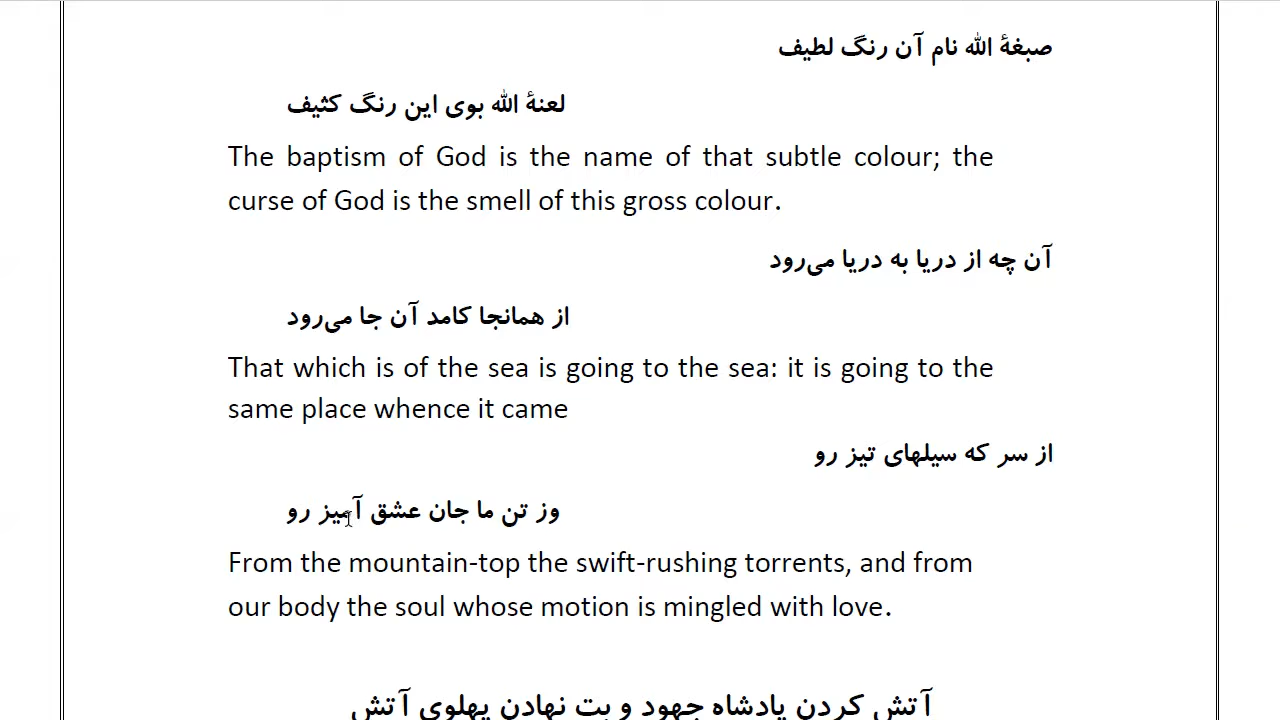 صبغهٔ الله نام آن رنگ لطیف
لعنهٔ الله بوی این رنگ کثیف
The baptism of God is the name of that subtle colour; the
curse of God is the smell of this gross colour.
آن چه از دریا به دریا می‌رود
از همانجا کامد آن جا می‌رود
That which is of the sea is going to the sea: it is going to the
same place whence it came
از سر که سیلهای تیز رو
وز تن ما جان عشق آمیز رو
From the mountain-top the swift-rushing torrents, and from
our body the soul whose motion is mingled with love.
آتش کردن پادشاه جهود و بت نهادن پهلوی آتش